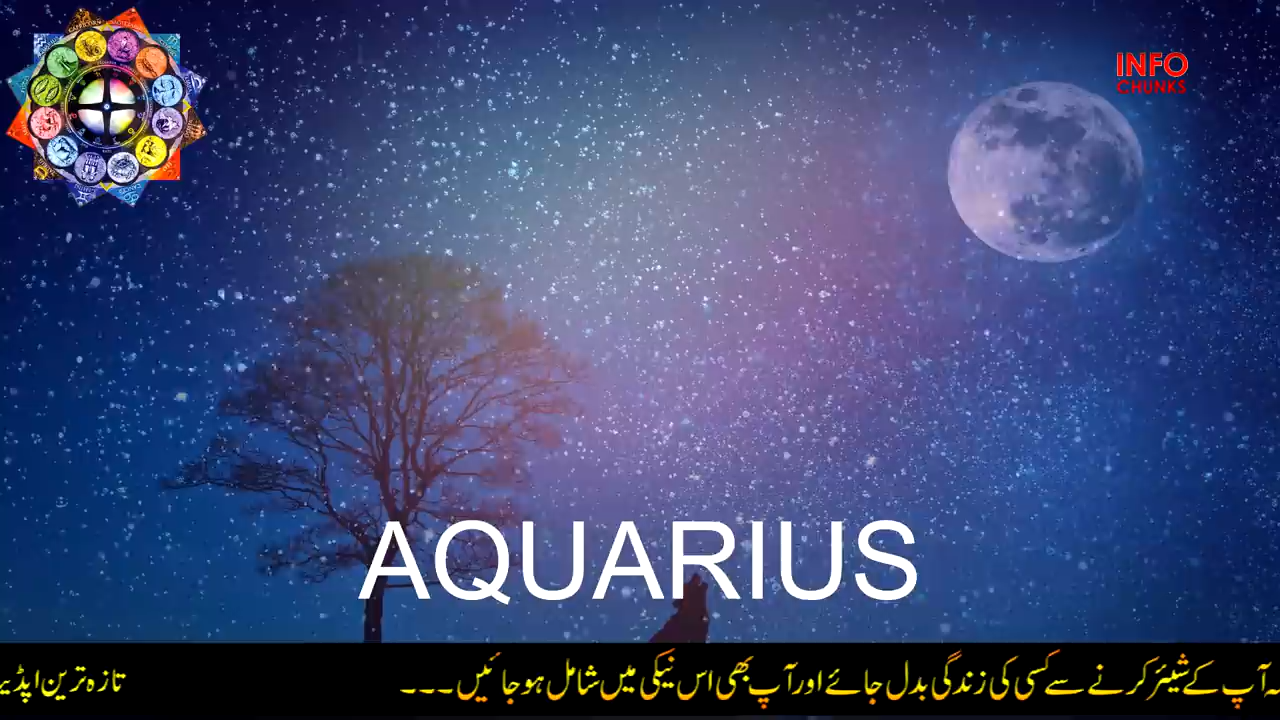 INFO
CHUNKS
AQUARIUS
آپ کے شیئر کرنے سے کسی کی زندگی بدل جائے اور آپ بھی اس نیکی میں شامل ہو جائیں۔۔۔ تازہ ترین